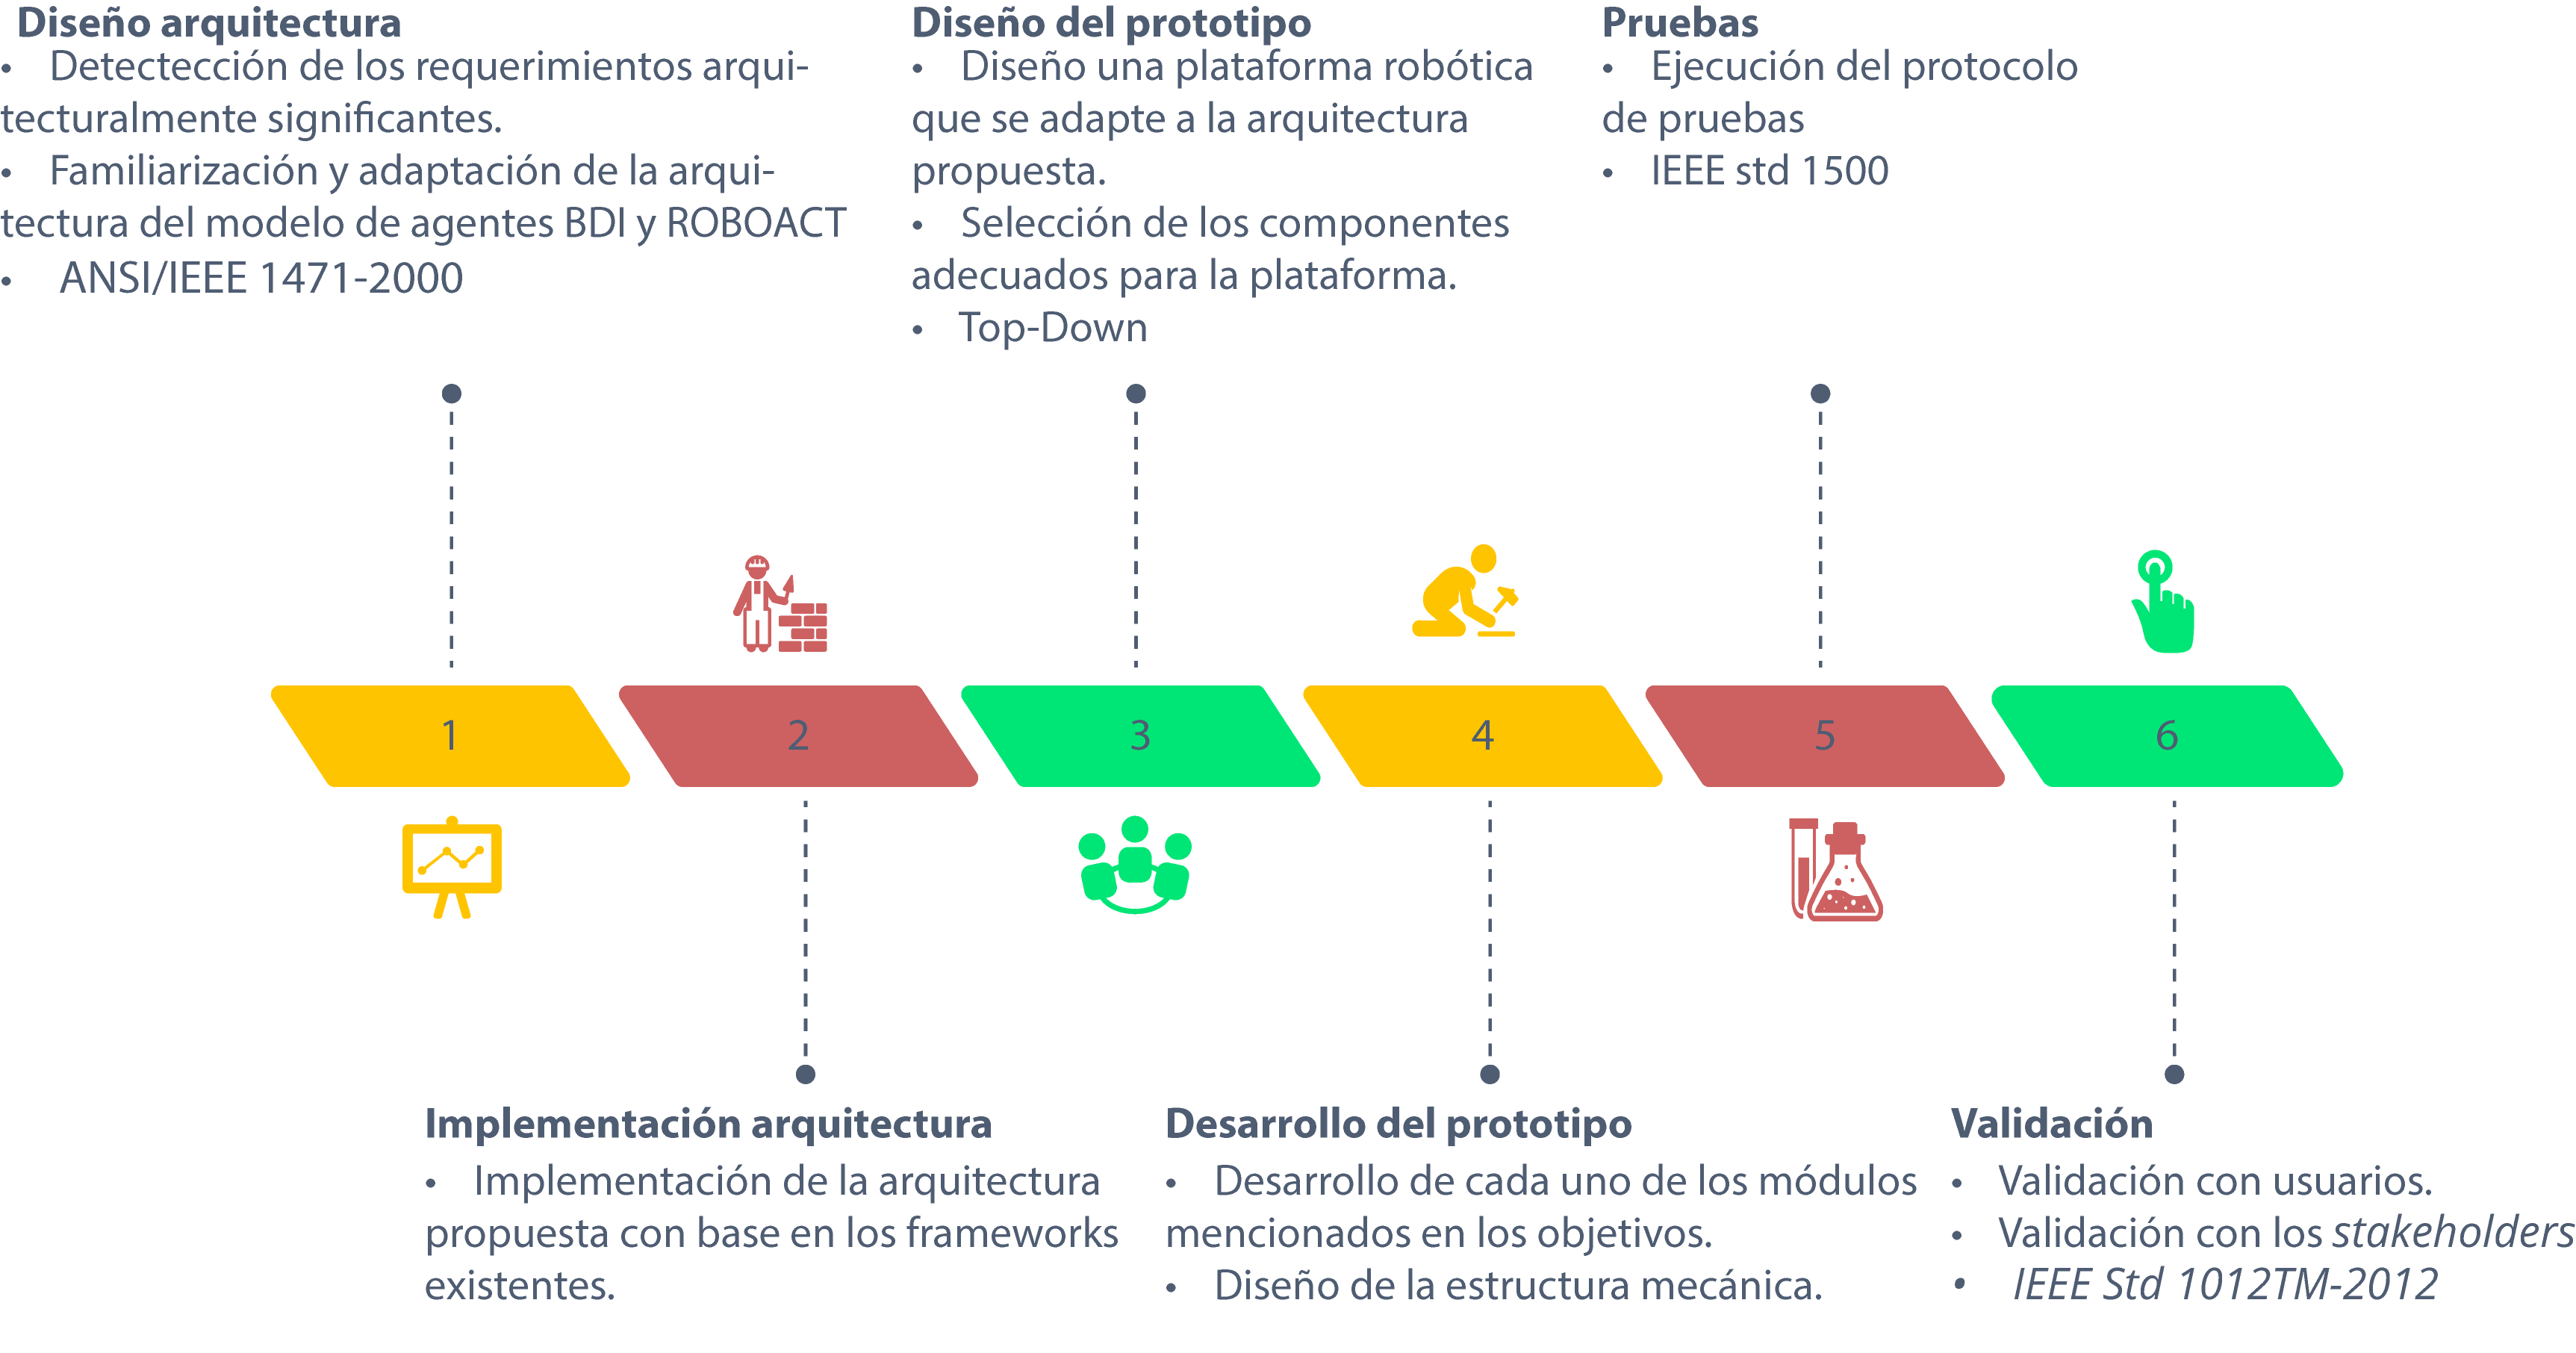 Diseño arquitectura
• Detectección de los requerimientos arqui-
tecturalmente significantes.
• Familiarización y adaptación de la arqui-
tectura del modelo de agentes BDI y ROBOACT
• ANSI/IEEE 1471-2000
Diseño del prototipo
• Diseño una plataforma robótica
que se adapte a la arquitectura
propuesta.
• Selección de los componentes
adecuados para la plataforma.
• Top-Down
Pruebas
• Ejecución del protocolo
de pruebas
• IEEE std 1500
1
2
3
4
5
6
Implementación arquitectura
• Implementación de la arquitectura
propuesta con base en los frameworks
existentes.
Desarrollo del prototipo
• Desarrollo de cada uno de los módulos
mencionados en los objetivos.
• Diseño de la estructura mecánica.
Validación
• Validación con usuarios.
• Validación con los stakeholders
• IEEE Std 1012TM-2012